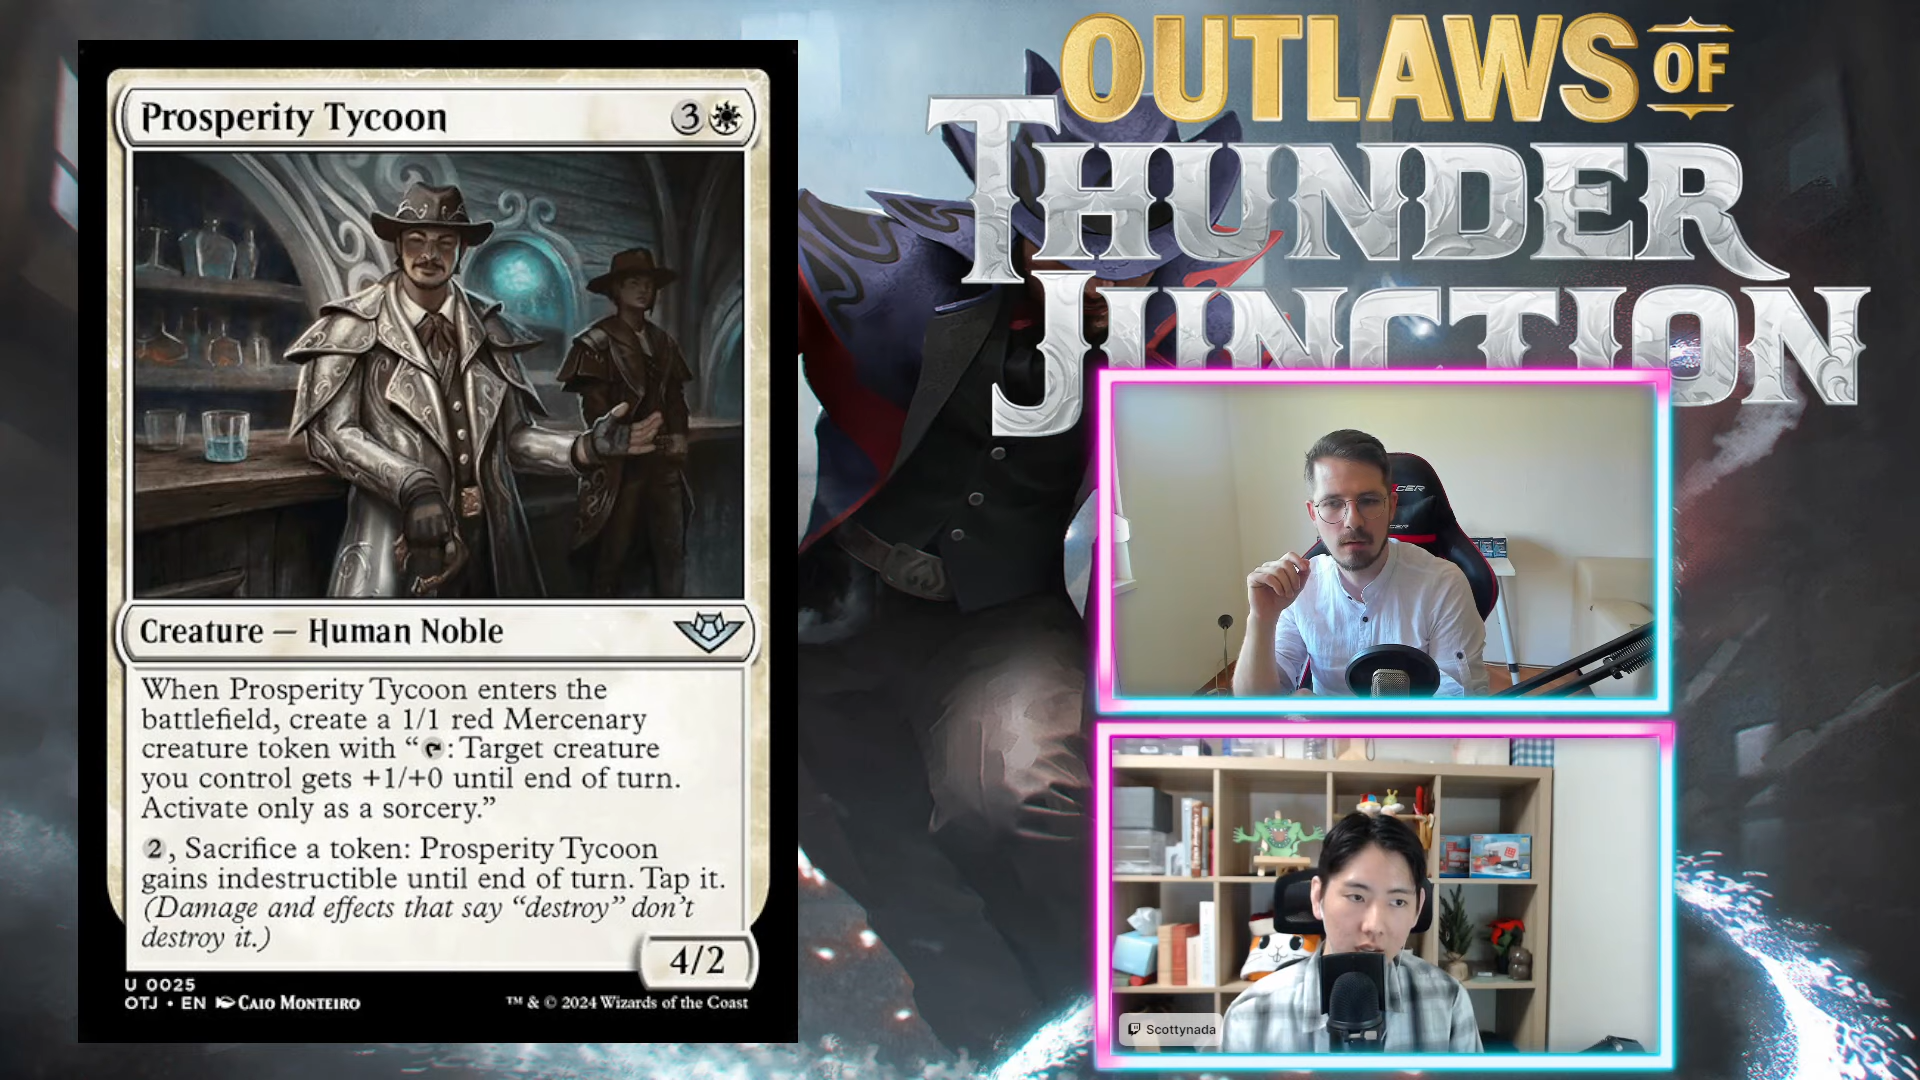 Prosperity Tycoon 3
Creature — Human Noble
When Prosperity Tycoon enters the
battlefield, create a 1/1 red Mercenary
creature token with “ : Target creature
you control gets +1/+0 until end of turn.
Activate only as a sorcery.”
2, Sacrifice a token: Prosperity Tycoon
gains indestructible until end of turn. Tap it.
(Damage and effects that say “destroy” don’t
destroy it.)
4/2
U 0025
OTJ • EN Caio Monteiro
™ & © 2024 Wizards of the Coast
OUTLAWS OF
THUNDER
JUNCTION
Scottynada